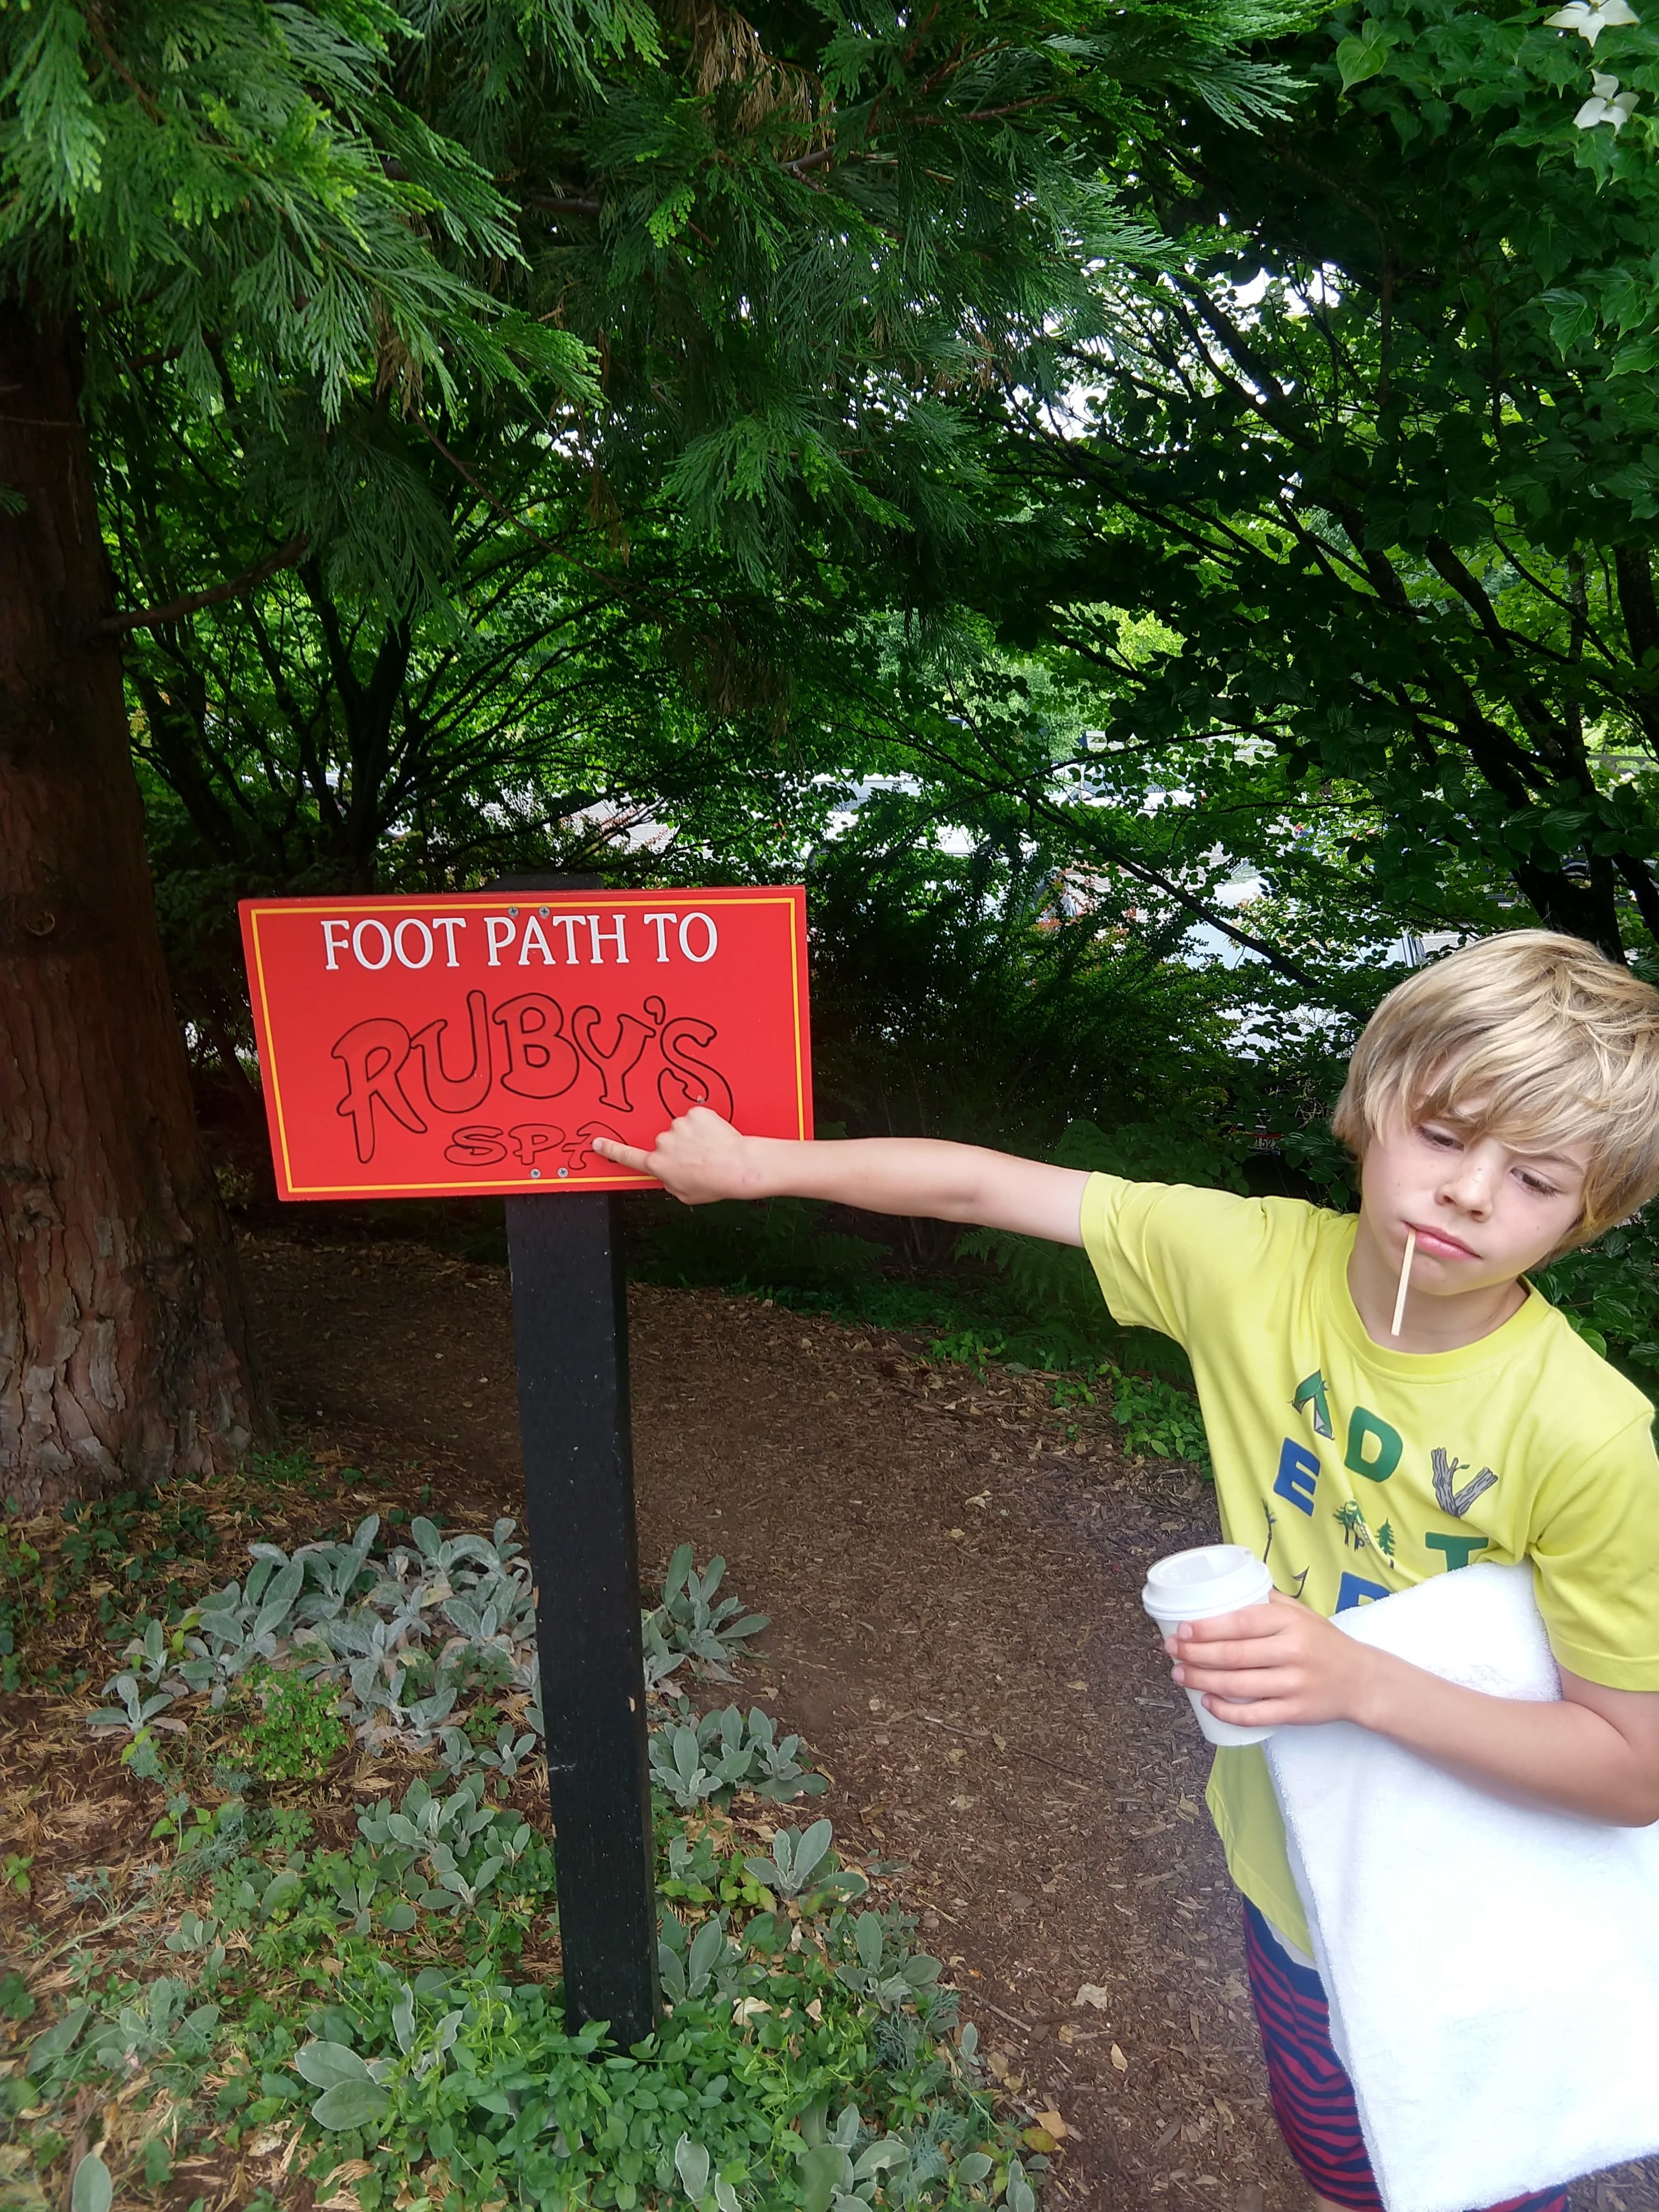 FOOT PATH TO
RUBY'S
SPA
A D V
E T